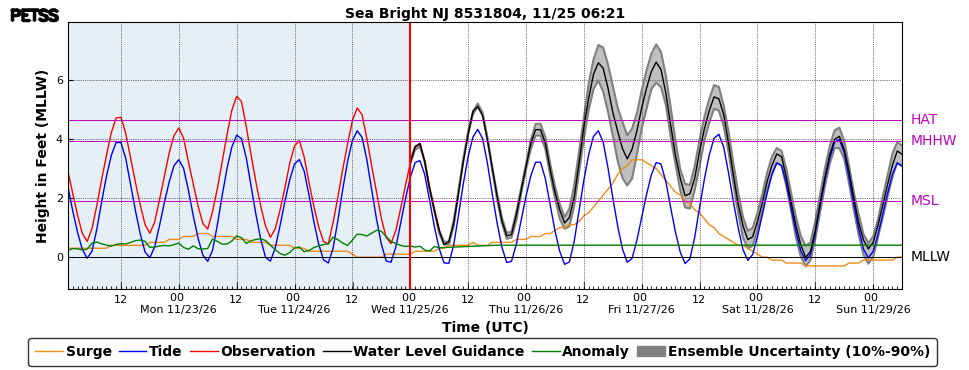 PETSS
Sea Bright NJ 8531804, 11/25 06:21
Height in Feet (MLLW)
6
4
2
0
HAT
MHHW
MSL
MLLW
12 00 12 00 12 00 12 00 12 00 12 00 12 00
Mon 11/23/26 Tue 11/24/26 Wed 11/25/26 Thu 11/26/26 Fri 11/27/26 Sat 11/28/26 Sun 11/29/26
Time (UTC)
Surge Tide Observation Water Level Guidance Anomaly Ensemble Uncertainty (10%-90%)